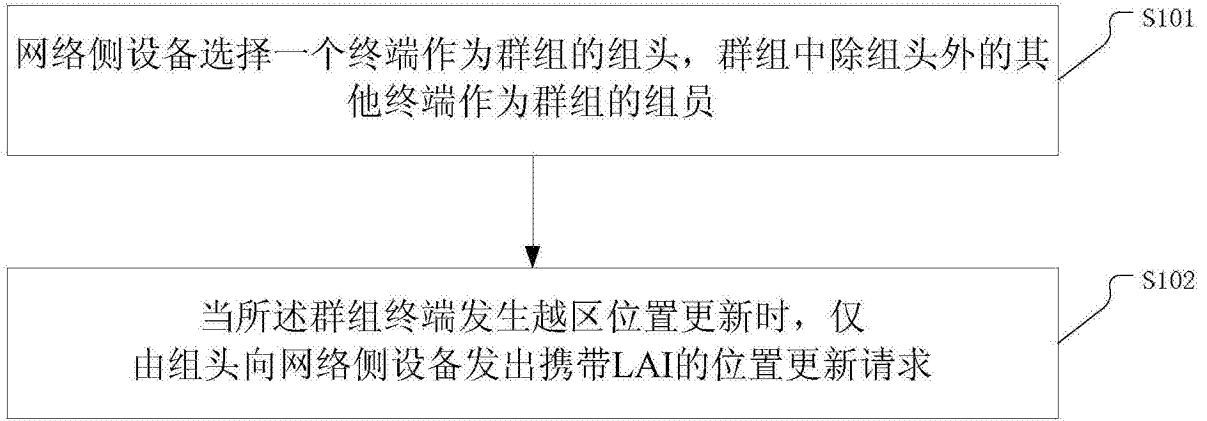 S101
网络侧设备选择一个终端作为群组的组头，群组中除组头外的其
他终端作为群组的组员
S102
当所述群组终端发生越区位置更新时，仅
由组头向网络侧设备发出携带LAI的位置更新请求